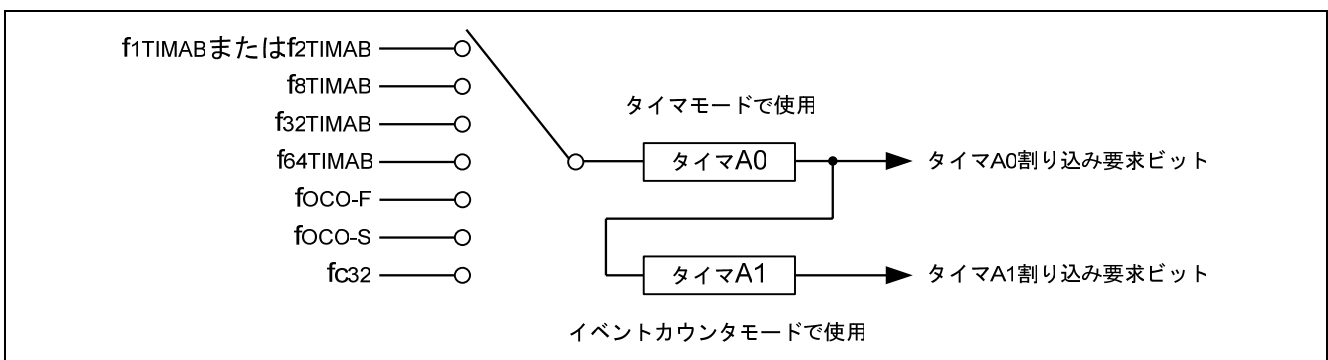 f1TIMABまたはf2TIMAB
f8TIMAB
f32TIMAB
f64TIMAB
fOCO-F
fOCO-S
fC32
タイマモードで使用
タイマA0
タイマA0割り込み要求ビット
タイマA1
タイマA1割り込み要求ビット
イベントカウンタモードで使用